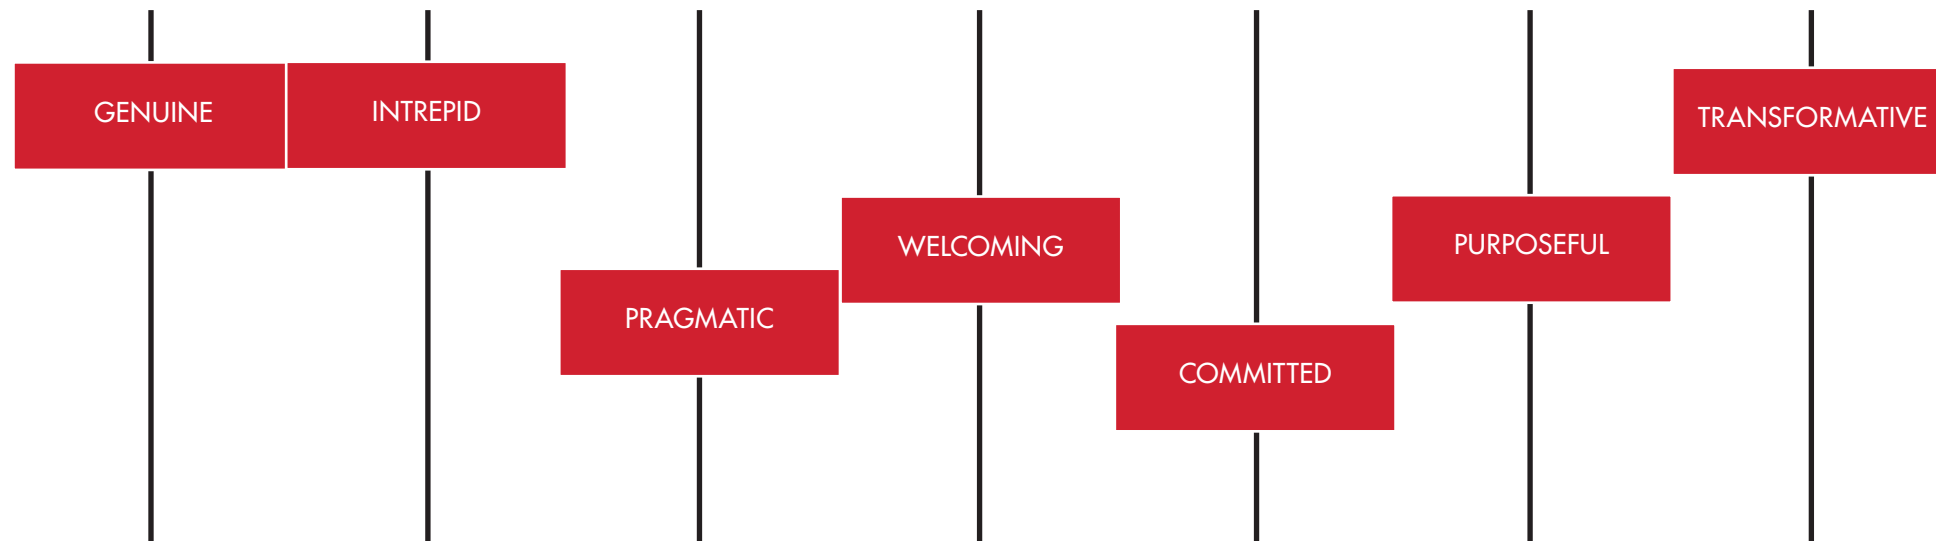 GENUINE
INTREPID
PRAGMATIC
WELCOMING
COMMITTED
PURPOSEFUL
TRANSFORMATIVE